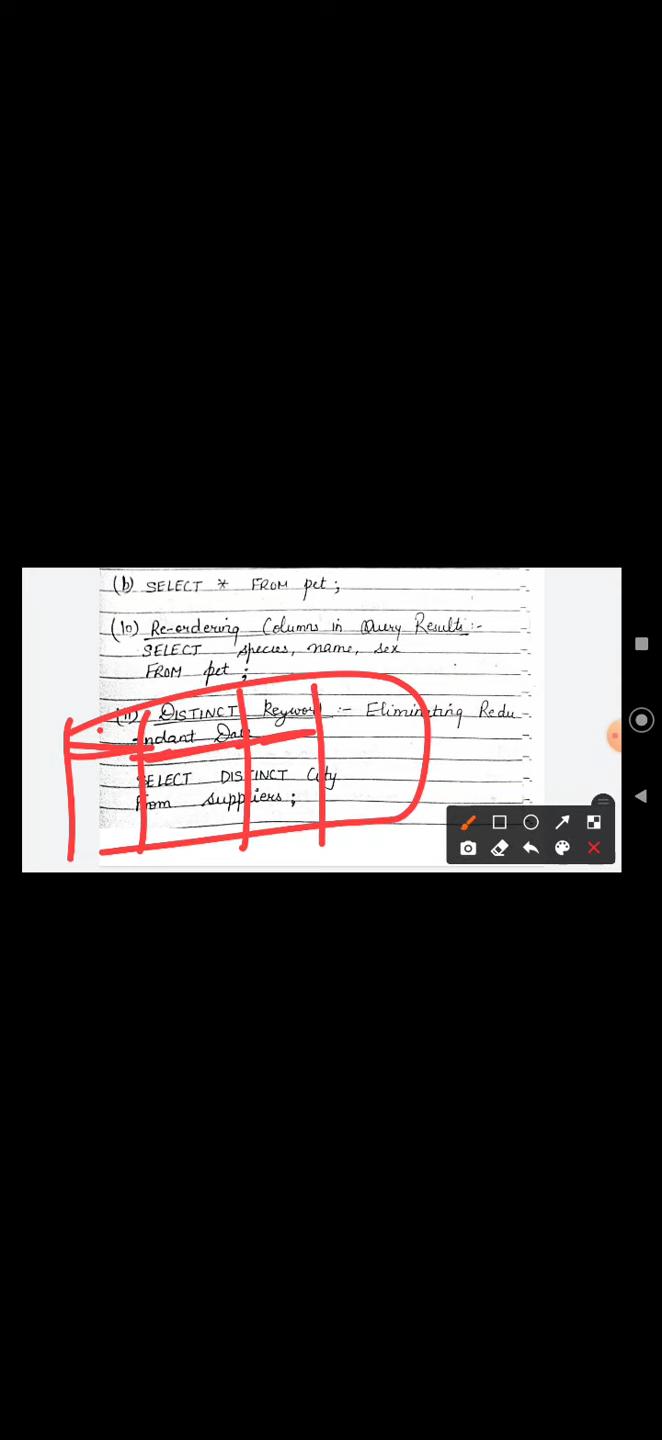 (b) SELECT * FROM pet ;
(10) Re-ordering Columns in Query Results :-
SELECT species, name, sex
FROM pet ;
(11) DISTINCT Keyword :- Eliminating Redu
-ndant Data
SELECT DISTINCT City
From suppliers ;